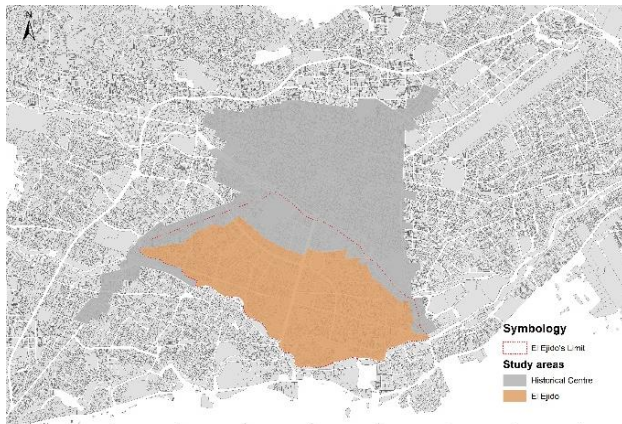 N
Symbology
El Ejido's Limit
Study areas
Historical Centre
El Ejido